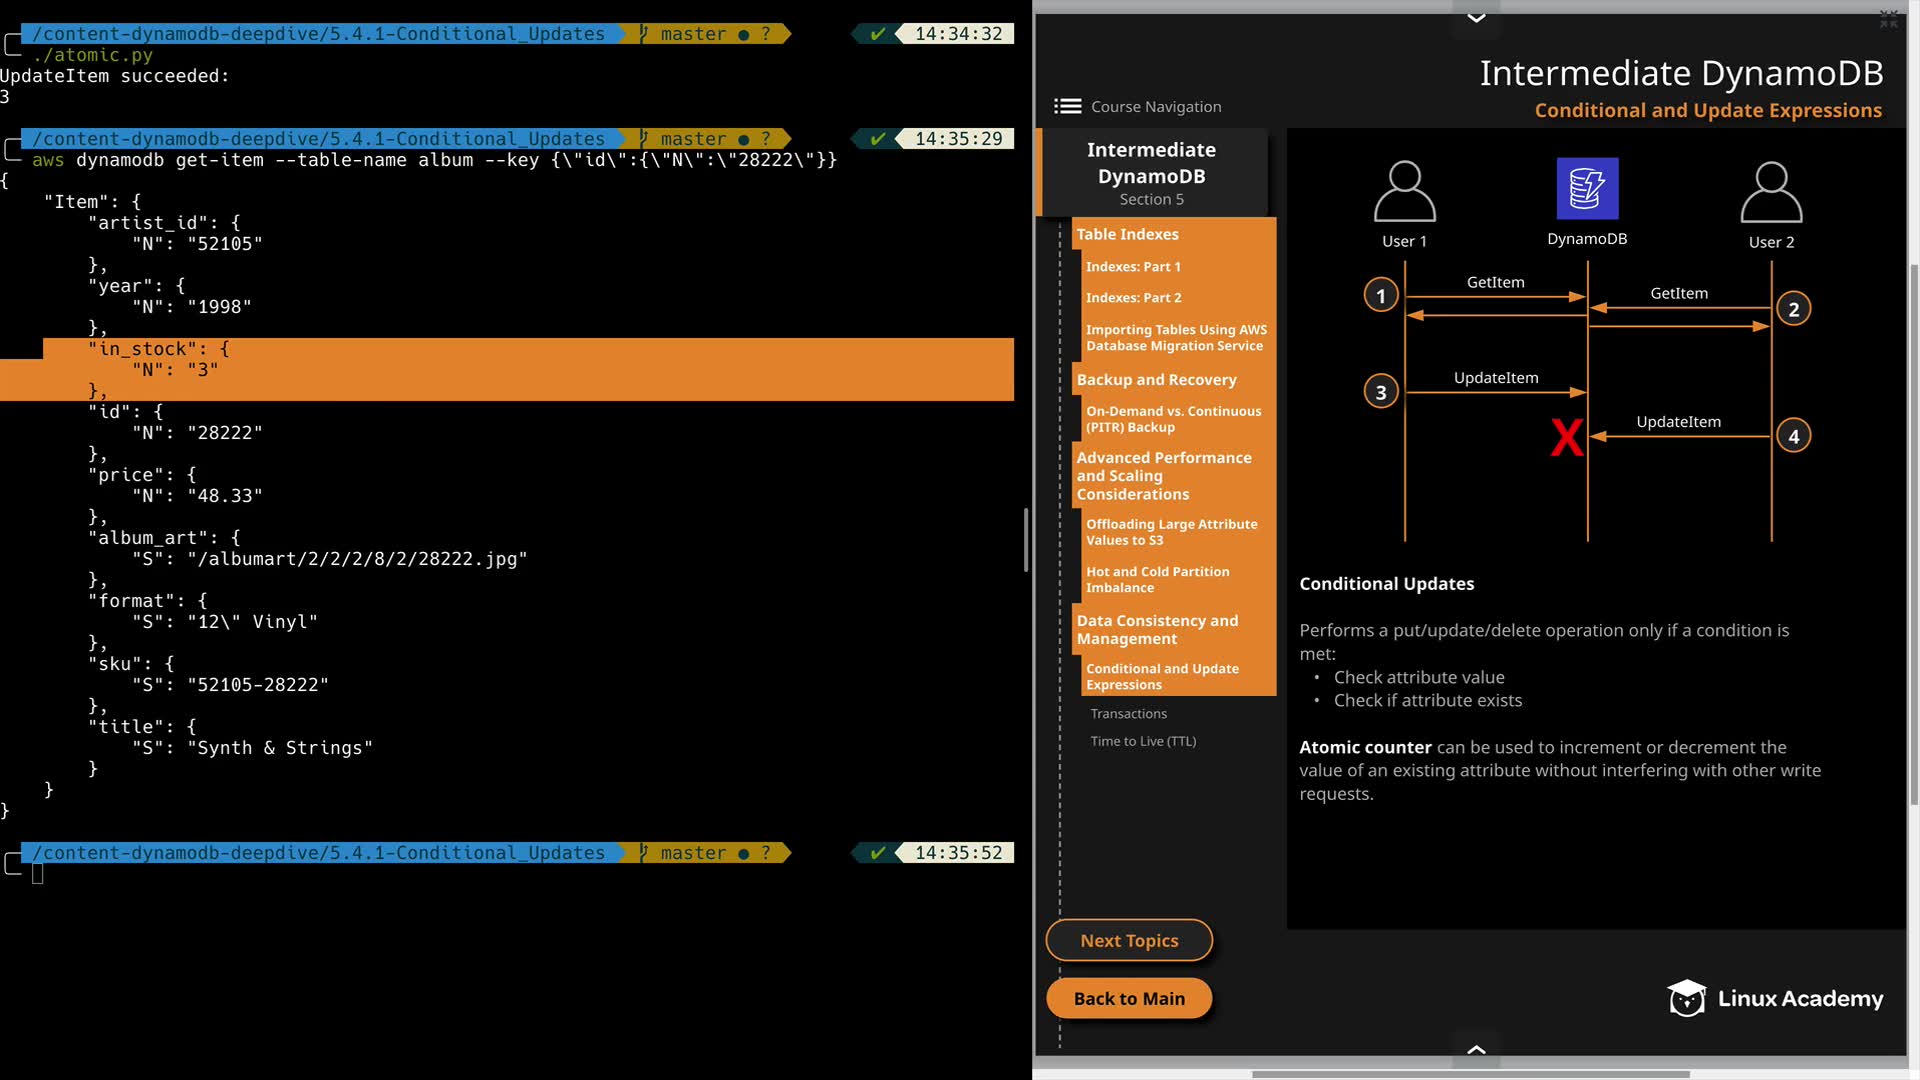 /content-dynamodb-deepdive/5.4.1-Conditional_Updates master ● ? ✔ 14:34:32
./atomic.py
UpdateItem succeeded:
3
/content-dynamodb-deepdive/5.4.1-Conditional_Updates master ● ? ✔ 14:35:29
aws dynamodb get-item --table-name album --key {\"id\":{\"N\":\"28222\"}}
{
    "Item": {
        "artist_id": {
            "N": "52105"
        },
        "year": {
            "N": "1998"
        },
        "in_stock": {
            "N": "3"
        },
        "id": {
            "N": "28222"
        },
        "price": {
            "N": "48.33"
        },
        "album_art": {
            "S": "/albumart/2/2/2/8/2/28222.jpg"
        },
        "format": {
            "S": "12\" Vinyl"
        },
        "sku": {
            "S": "52105-28222"
        },
        "title": {
            "S": "Synth & Strings"
        }
    }
}
/content-dynamodb-deepdive/5.4.1-Conditional_Updates master ● ? ✔ 14:35:52
Intermediate DynamoDB
Conditional and Update Expressions
Course Navigation
Intermediate
DynamoDB
Section 5
Table Indexes
Indexes: Part 1
Indexes: Part 2
Importing Tables Using AWS
Database Migration Service
Backup and Recovery
On-Demand vs. Continuous
(PITR) Backup
Advanced Performance
and Scaling
Considerations
Offloading Large Attribute
Values to S3
Hot and Cold Partition
Imbalance
Data Consistency and
Management
Conditional and Update
Expressions
Transactions
Time to Live (TTL)
Next Topics
Back to Main
User 1
DynamoDB
User 2
1
GetItem
GetItem
2
3
UpdateItem
X
UpdateItem
4
Conditional Updates
Performs a put/update/delete operation only if a condition is
met:
• Check attribute value
• Check if attribute exists
Atomic counter can be used to increment or decrement the
value of an existing attribute without interfering with other write
requests.
Linux Academy